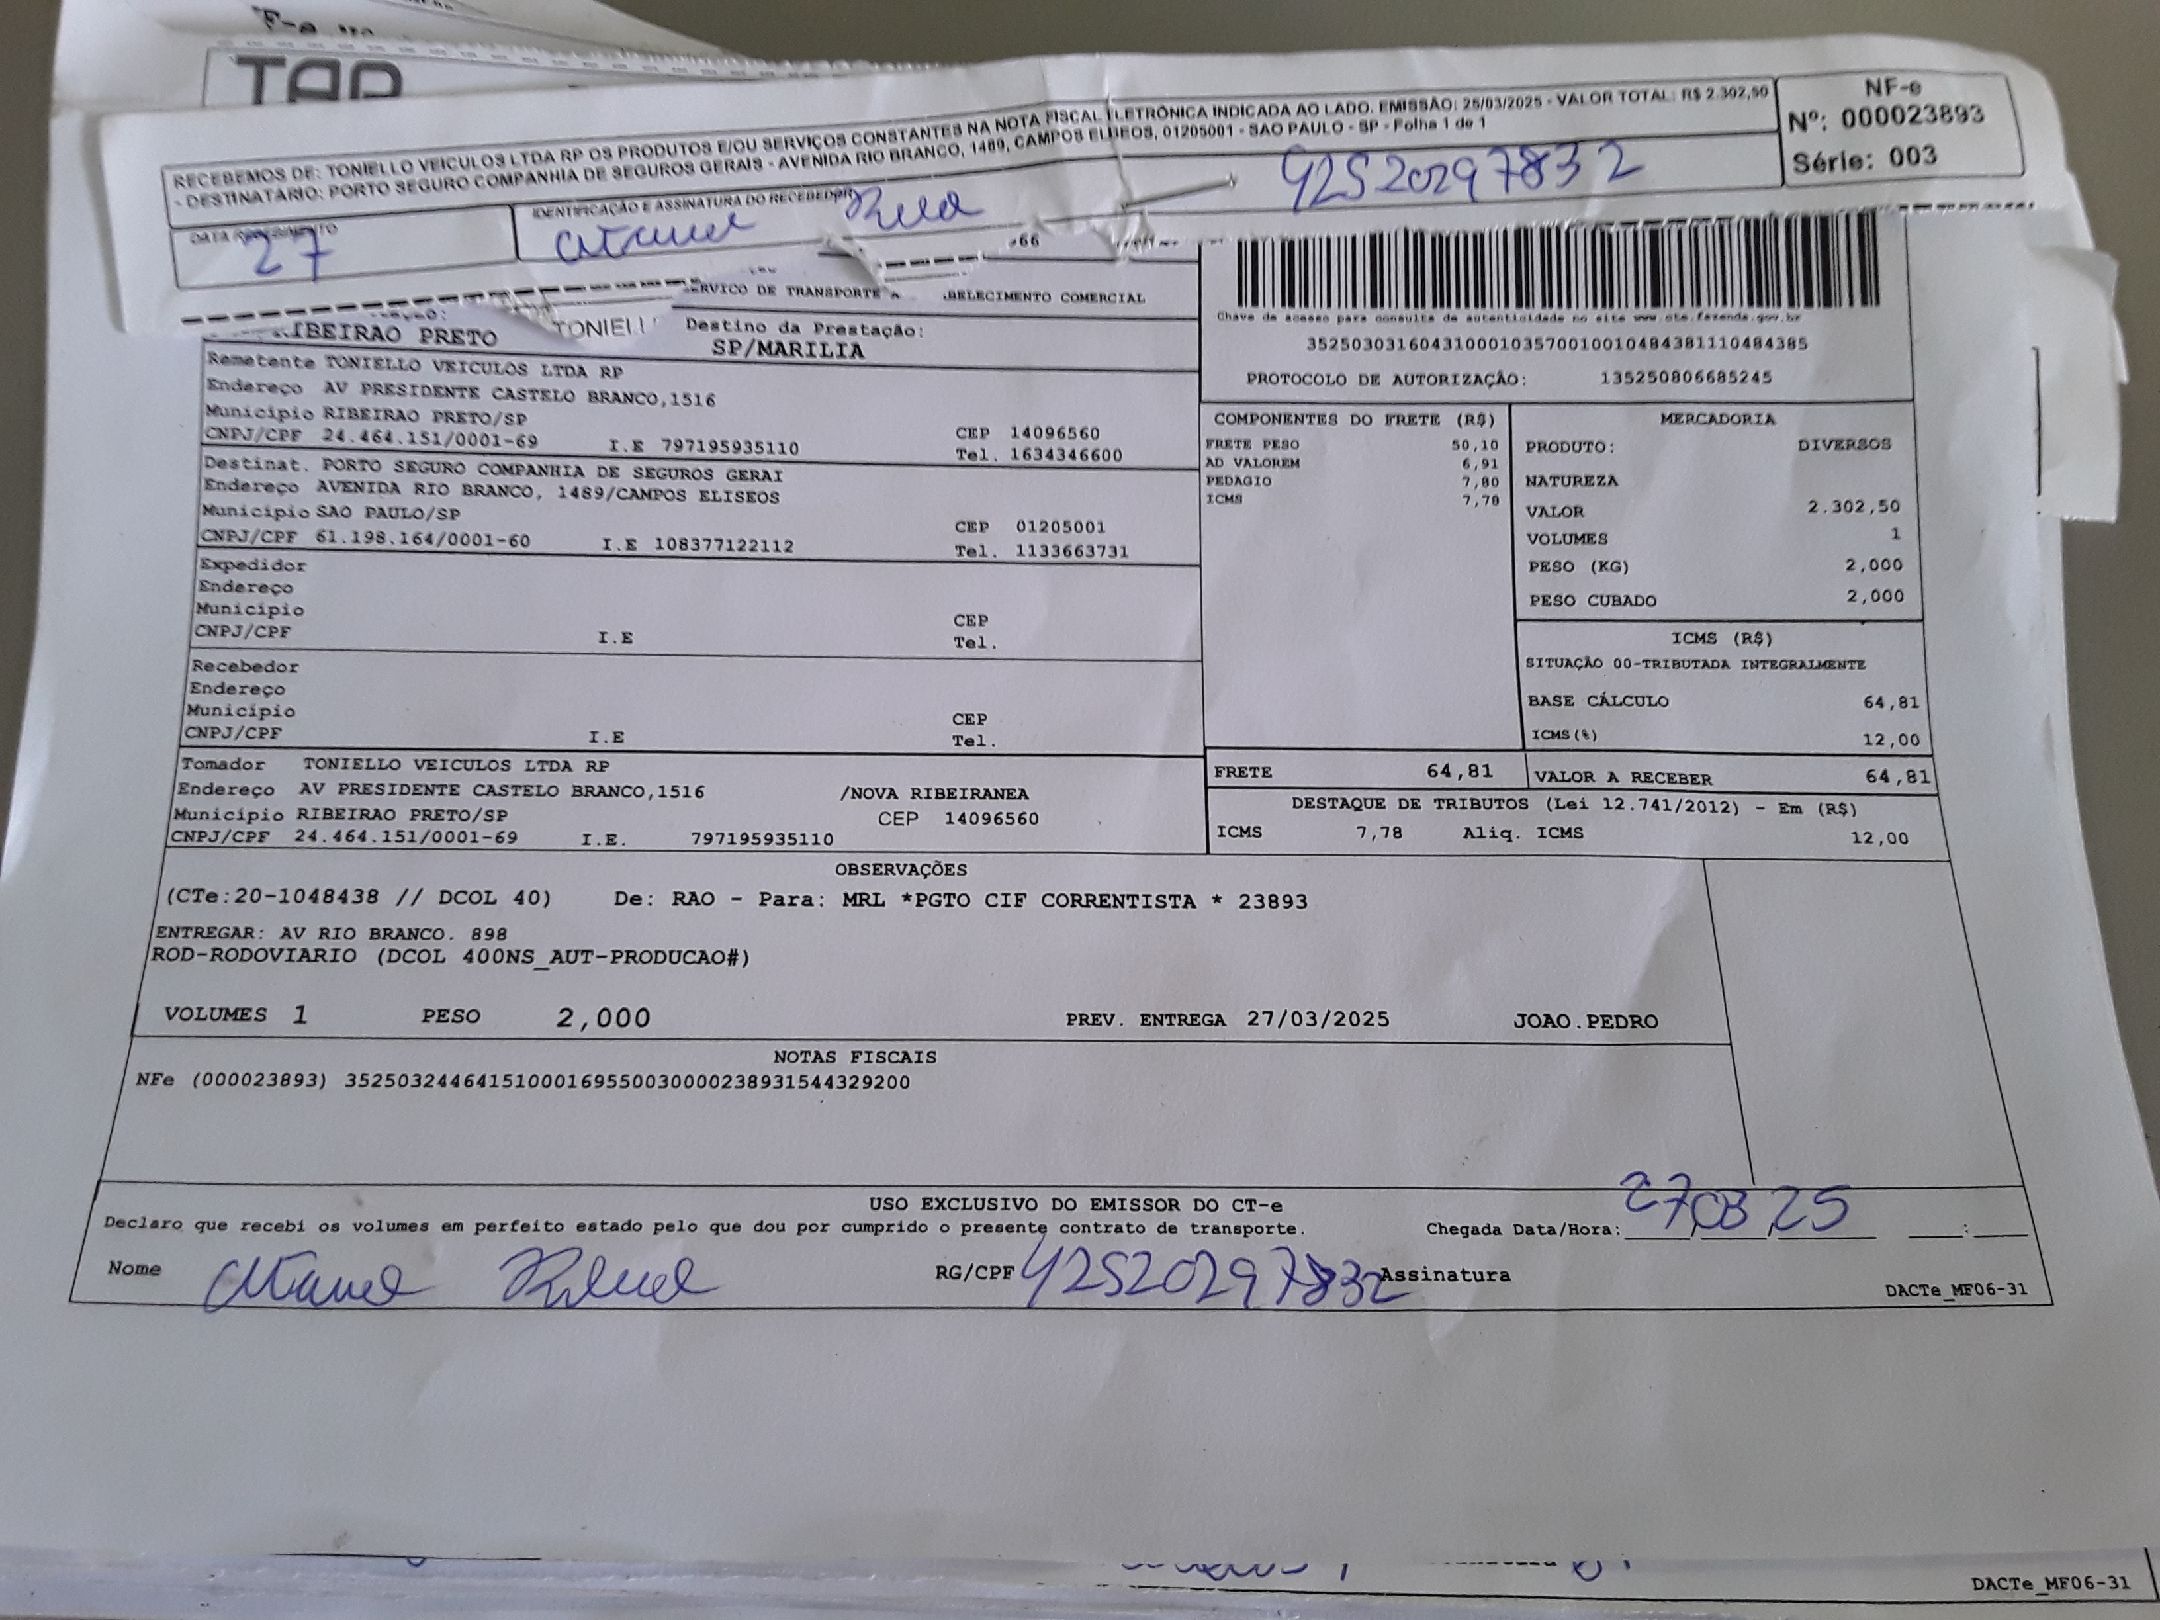 TAP
RECEBEMOS DE: TONIELLO VEICULOS LTDA RP OS PRODUTOS E/OU SERVIÇOS CONSTANTES NA NOTA FISCAL ELETRÔNICA INDICADA AO LADO. EMISSÃO: 25/03/2025 - VALOR TOTAL: R$ 2.302,50
- DESTINATÁRIO: PORTO SEGURO COMPANHIA DE SEGUROS GERAIS - AVENIDA RIO BRANCO, 1489, CAMPOS ELISEOS, 01205001 - SAO PAULO - SP - Folha 1 de 1
NF-e
Nº: 000023893
Série: 003
DATA RECEBIMENTO
27
IDENTIFICAÇÃO E ASSINATURA DO RECEBEDOR
42520297832
66
SERVICO DE TRANSPORTE A
BELECIMENTO COMERCIAL
RIBEIRAO PRETO
TONIELL
Destino da Prestação:
SP/MARILIA
Chave de acesso para consulta de autenticidade no site www.cte.fazenda.gov.br
35250303160431000103570010010484381110484385
PROTOCOLO DE AUTORIZAÇÃO: 135250806685245
Remetente TONIELLO VEICULOS LTDA RP
Endereço AV PRESIDENTE CASTELO BRANCO,1516
Município RIBEIRAO PRETO/SP
CEP 14096560
CNPJ/CPF 24.464.151/0001-69 I.E 797195935110 Tel. 1634346600
Destinat. PORTO SEGURO COMPANHIA DE SEGUROS GERAI
Endereço AVENIDA RIO BRANCO, 1489/CAMPOS ELISEOS
Município SAO PAULO/SP
CEP 01205001
CNPJ/CPF 61.198.164/0001-60 I.E 108377122112 Tel. 1133663731
Expedidor
Endereço
Município
CEP
CNPJ/CPF I.E Tel.
Recebedor
Endereço
Município
CEP
CNPJ/CPF I.E Tel.
Tomador TONIELLO VEICULOS LTDA RP
Endereço AV PRESIDENTE CASTELO BRANCO,1516 /NOVA RIBEIRANEA
Município RIBEIRAO PRETO/SP CEP 14096560
CNPJ/CPF 24.464.151/0001-69 I.E. 797195935110
COMPONENTES DO FRETE (R$)
FRETE PESO 50,10
AD VALOREM 6,91
PEDAGIO 7,80
ICMS 7,78
MERCADORIA
PRODUTO: DIVERSOS
NATUREZA
VALOR 2.302,50
VOLUMES 1
PESO (KG) 2,000
PESO CUBADO 2,000
ICMS (R$)
SITUAÇÃO 00-TRIBUTADA INTEGRALMENTE
BASE CÁLCULO 64,81
ICMS(%) 12,00
FRETE 64,81
VALOR A RECEBER 64,81
DESTAQUE DE TRIBUTOS (Lei 12.741/2012) - Em (R$)
ICMS 7,78 Aliq. ICMS 12,00
OBSERVAÇÕES
(CTe:20-1048438 // DCOL 40) De: RAO - Para: MRL *PGTO CIF CORRENTISTA * 23893
ENTREGAR: AV RIO BRANCO. 898
ROD-RODOVIARIO (DCOL 400NS_AUT-PRODUCAO#)
VOLUMES 1 PESO 2,000 PREV. ENTREGA 27/03/2025 JOAO.PEDRO
NOTAS FISCAIS
NFe (000023893) 35250324464151000169550030000238931544329200
USO EXCLUSIVO DO EMISSOR DO CT-e
Declaro que recebi os volumes em perfeito estado pelo que dou por cumprido o presente contrato de transporte.
Chegada Data/Hora: 27 03 25 :
Nome
RG/CPF 42520297832 Assinatura
DACTe_MF06-31
DACTe_MF06-31